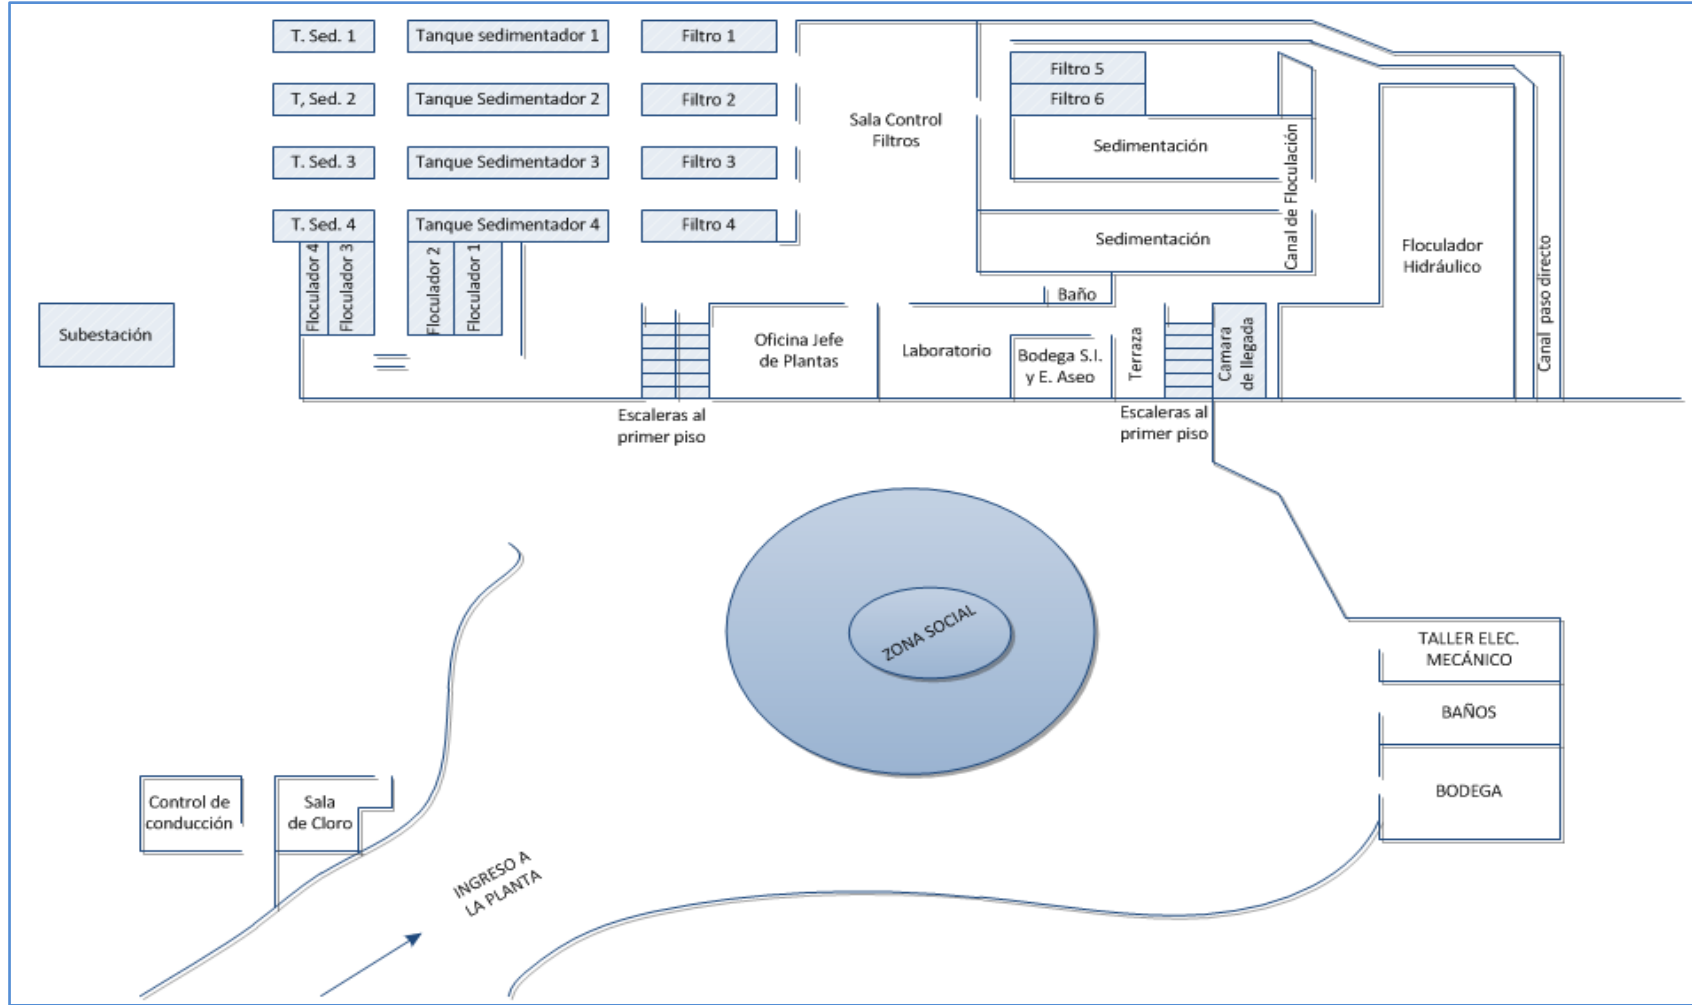 T. Sed. 1
Tanque sedimentador 1
Filtro 1
T, Sed. 2
Tanque Sedimentador 2
Filtro 2
T. Sed. 3
Tanque Sedimentador 3
Filtro 3
T. Sed. 4
Tanque Sedimentador 4
Filtro 4
Floculador 4
Floculador 3
Floculador 2
Floculador 1
Subestación
Sala Control
Filtros
Filtro 5
Filtro 6
Sedimentación
Sedimentación
Canal de Floculación
Floculador
Hidráulico
Canal paso directo
Baño
Oficina Jefe
de Plantas
Laboratorio
Bodega S.I.
y E. Aseo
Terraza
Camara
de llegada
Escaleras al
primer piso
Escaleras al
primer piso
ZONA SOCIAL
TALLER ELEC.
MECÁNICO
BAÑOS
BODEGA
Control de
conducción
Sala
de Cloro
INGRESO A
LA PLANTA